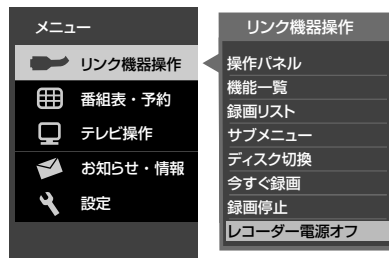 メニュー
リンク機器操作
番組表・予約
テレビ操作
お知らせ・情報
設定
リンク機器操作
操作パネル
機能一覧
録画リスト
サブメニュー
ディスク切換
今すぐ録画
録画停止
レコーダー電源オフ